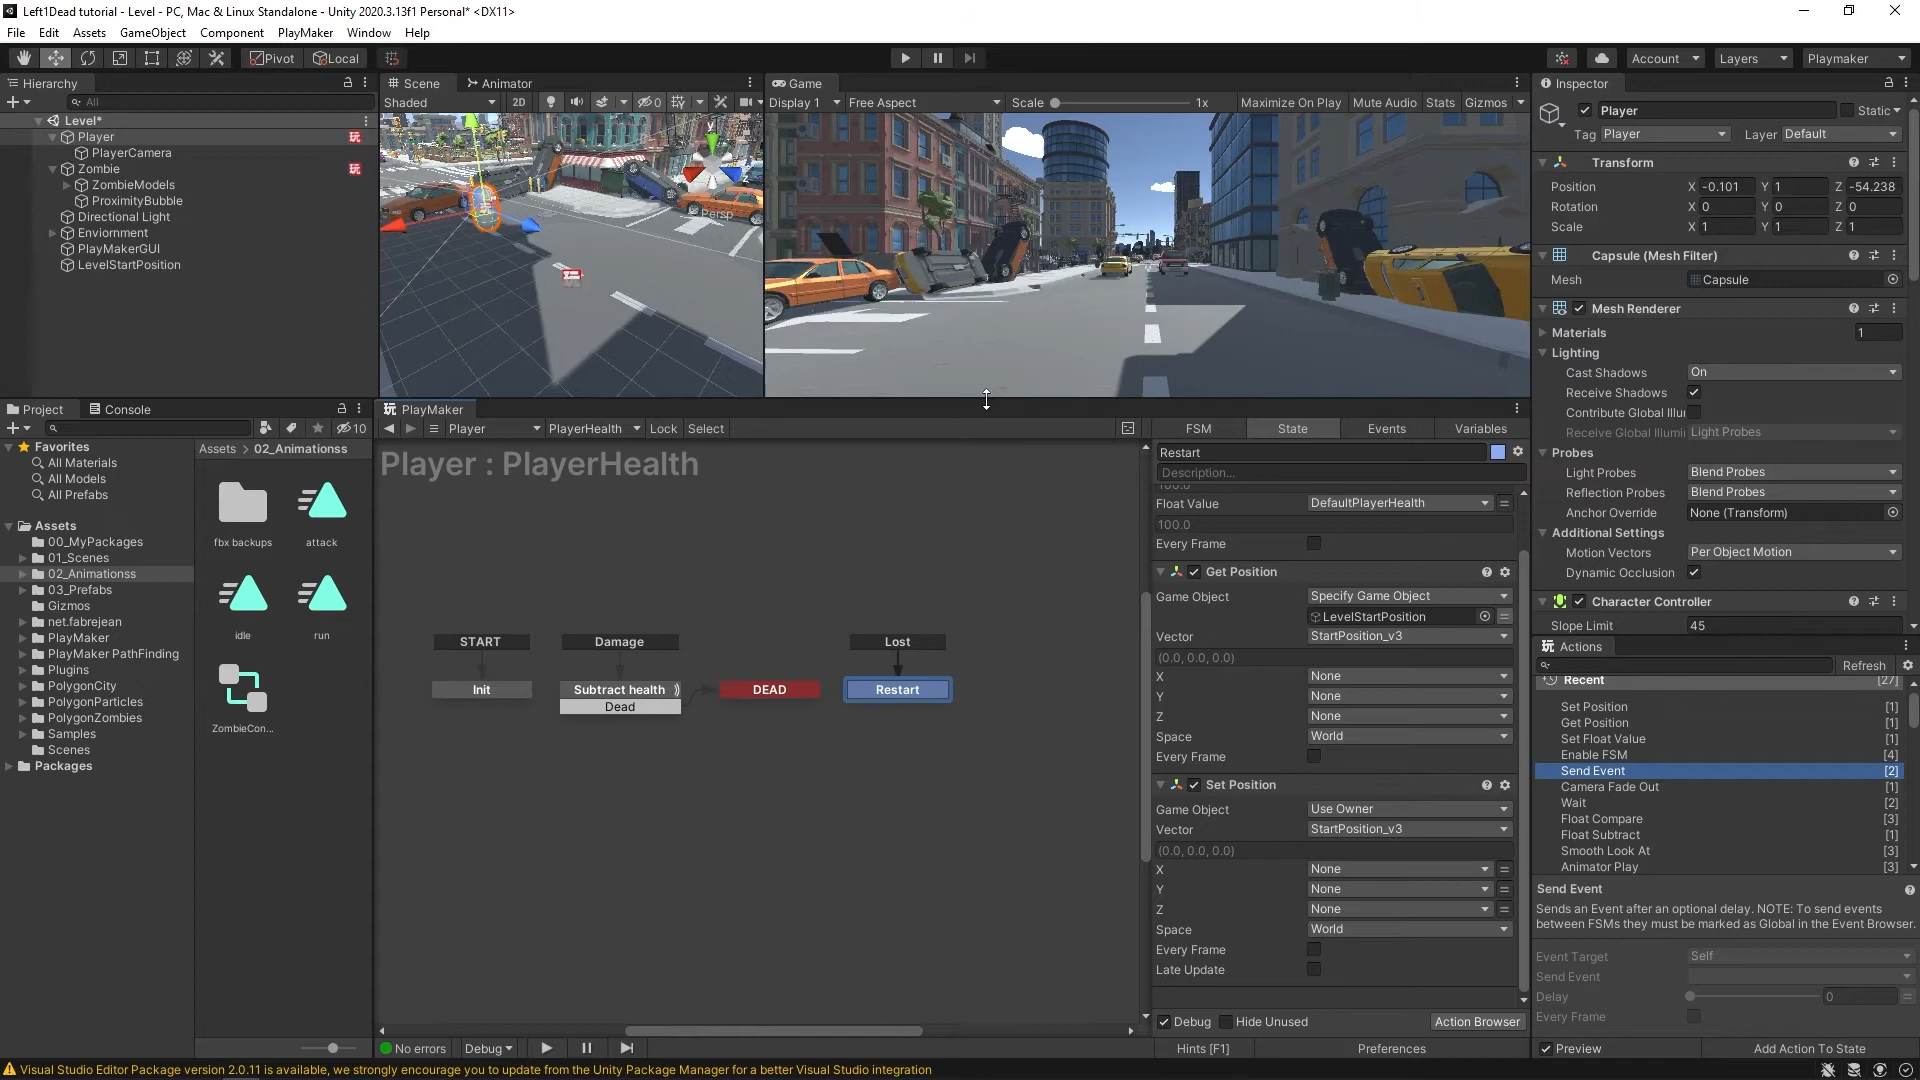 Left1Dead tutorial - Level - PC, Mac & Linux Standalone - Unity 2020.3.13f1 Personal* <DX11>
File Edit Assets GameObject Component PlayMaker Window Help
Pivot Local Account Layers Playmaker
Hierarchy
All
Level*
Player
PlayerCamera
Zombie
ZombieModels
ProximityBubble
Directional Light
Enviornment
PlayMakerGUI
LevelStartPosition
Scene Animator
Shaded 2D 0
y
z
Persp
Game
Display 1 Free Aspect Scale 1x Maximize On Play Mute Audio Stats Gizmos
Project Console
10
Favorites
All Materials
All Models
All Prefabs
Assets
00_MyPackages
01_Scenes
02_Animationss
03_Prefabs
Gizmos
net.fabrejean
PlayMaker
PlayMaker PathFinding
Plugins
PolygonCity
PolygonParticles
PolygonZombies
Samples
Scenes
Packages
Assets > 02_Animationss
fbx backups
attack
idle
run
ZombieCon...
PlayMaker
Player PlayerHealth Lock Select
Player : PlayerHealth
START
Init
Damage
Subtract health
Dead
DEAD
Lost
Restart
No errors Debug
FSM State Events Variables
Restart
Description...
100.0
Float Value DefaultPlayerHealth
100.0
Every Frame
Get Position
Game Object Specify Game Object
LevelStartPosition
Vector StartPosition_v3
(0.0, 0.0, 0.0)
X None
Y None
Z None
Space World
Every Frame
Set Position
Game Object Use Owner
Vector StartPosition_v3
(0.0, 0.0, 0.0)
X None
Y None
Z None
Space World
Every Frame
Late Update
Debug Hide Unused Action Browser
Hints [F1] Preferences
Inspector
Player Static
Tag Player Layer Default
Transform
Position X -0.101 Y 1 Z -54.238
Rotation X 0 Y 0 Z 0
Scale X 1 Y 1 Z 1
Capsule (Mesh Filter)
Mesh Capsule
Mesh Renderer
Materials 1
Lighting
Cast Shadows On
Receive Shadows
Contribute Global Illu
Receive Global Illumi Light Probes
Probes
Light Probes Blend Probes
Reflection Probes Blend Probes
Anchor Override None (Transform)
Additional Settings
Motion Vectors Per Object Motion
Dynamic Occlusion
Character Controller
Slope Limit 45
Actions
Refresh
Recent [27]
Set Position [1]
Get Position [1]
Set Float Value [1]
Enable FSM [4]
Send Event [2]
Camera Fade Out [1]
Wait [2]
Float Compare [3]
Float Subtract [1]
Smooth Look At [3]
Animator Play [3]
Send Event
Sends an Event after an optional delay. NOTE: To send events
between FSMs they must be marked as Global in the Event Browser.
Event Target Self
Send Event
Delay 0
Every Frame
Preview Add Action To State
Visual Studio Editor Package version 2.0.11 is available, we strongly encourage you to update from the Unity Package Manager for a better Visual Studio integration